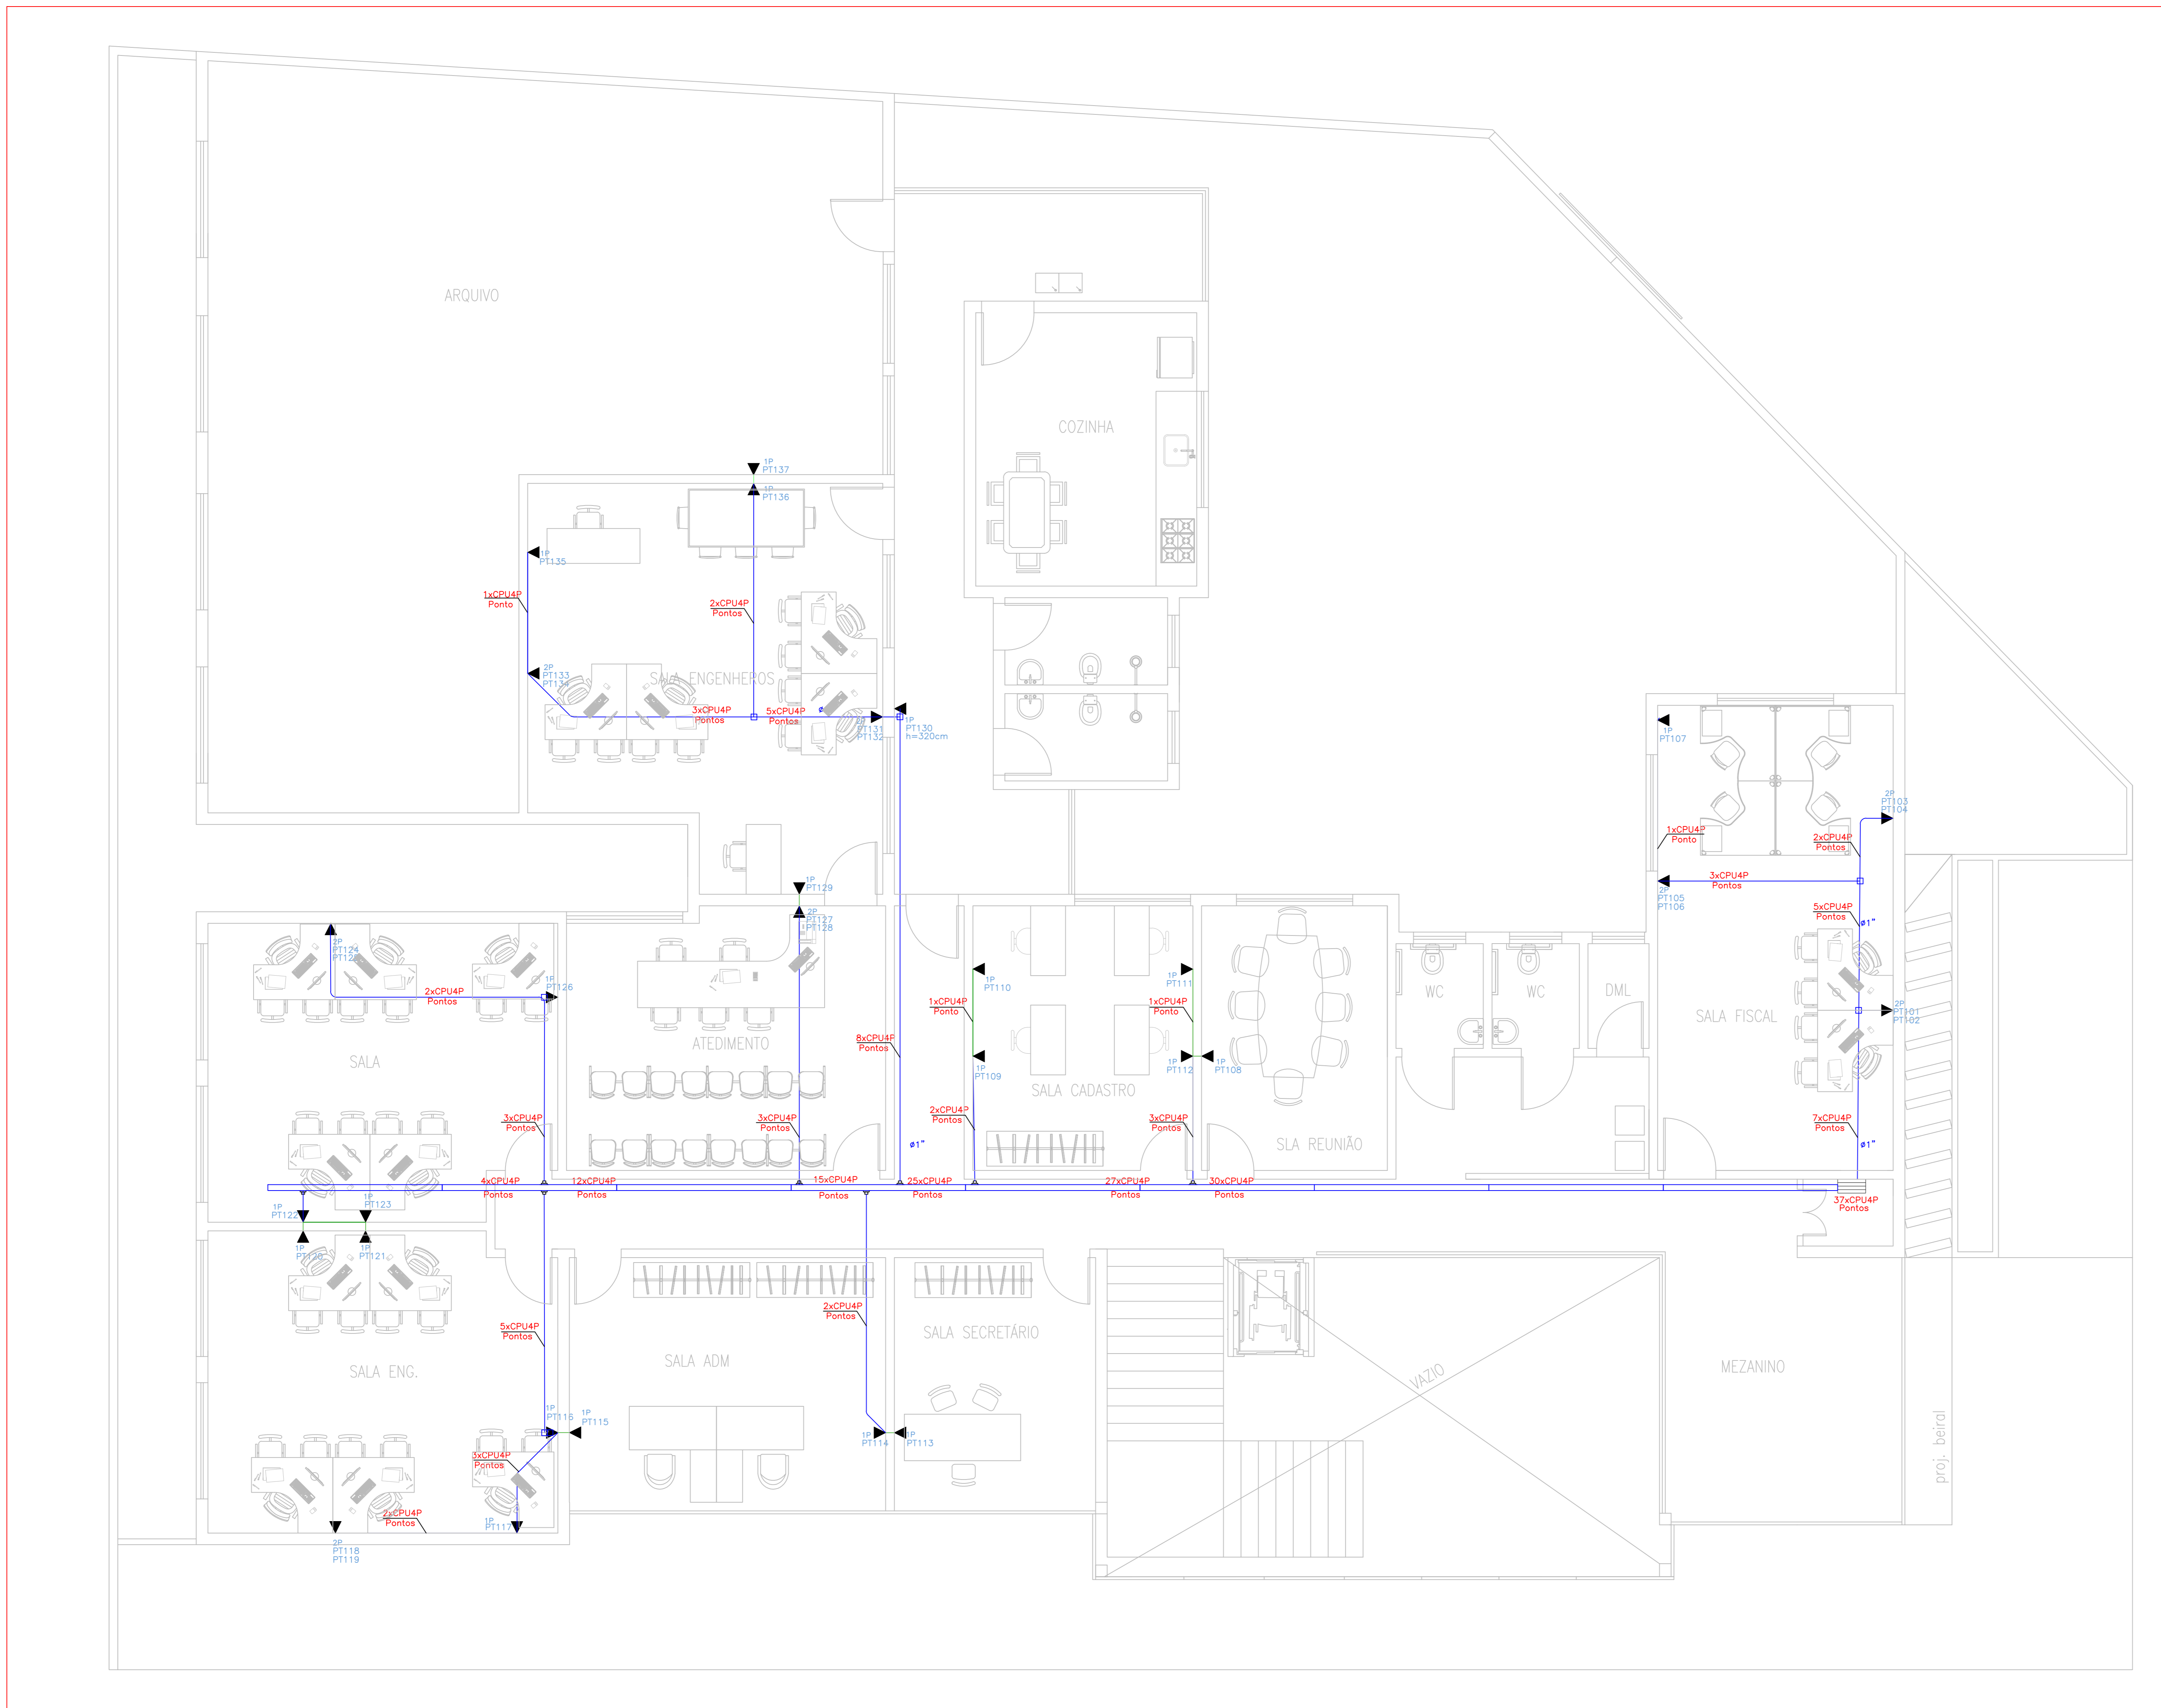 ARQUIVO
COZINHA
1P
PT137
1P
PT136
1P
PT135
1xCPU4P
Ponto
2xCPU4P
Pontos
2P
PT133
PT134
SALA ENGENHEROS
3xCPU4P
Pontos
5xCPU4P
Pontos
ø
2P
PT131
PT132
1P
PT130
h=320cm
1P
PT107
2P
PT103
PT104
1xCPU4P
Ponto
2xCPU4P
Pontos
3xCPU4P
Pontos
2P
PT105
PT106
5xCPU4P
Pontos
ø1"
1P
PT129
2P
PT127
PT128
2P
PT124
PT125
1P
PT126
2xCPU4P
Pontos
1P
PT110
1P
PT111
1xCPU4P
Ponto
1xCPU4P
Ponto
WC
WC
DML
SALA FISCAL
2P
PT101
PT102
SALA
ATEDIMENTO
8xCPU4P
Pontos
1P
PT109
1P
PT112
1P
PT108
SALA CADASTRO
3xCPU4P
Pontos
3xCPU4P
Pontos
2xCPU4P
Pontos
3xCPU4P
Pontos
7xCPU4P
Pontos
ø1"
ø1"
SLA REUNIÃO
4xCPU4P
Pontos
12xCPU4P
Pontos
15xCPU4P
Pontos
25xCPU4P
Pontos
27xCPU4P
Pontos
30xCPU4P
Pontos
37xCPU4P
Pontos
1P
PT122
1P
PT123
1P
PT120
1P
PT121
5xCPU4P
Pontos
2xCPU4P
Pontos
SALA ENG.
SALA ADM
SALA SECRETÁRIO
VAZIO
MEZANINO
proj. beiral
1P
PT116
1P
PT115
1P
PT114
1P
PT113
3xCPU4P
Pontos
2xCPU4P
Pontos
1P
PT117
2P
PT118
PT119